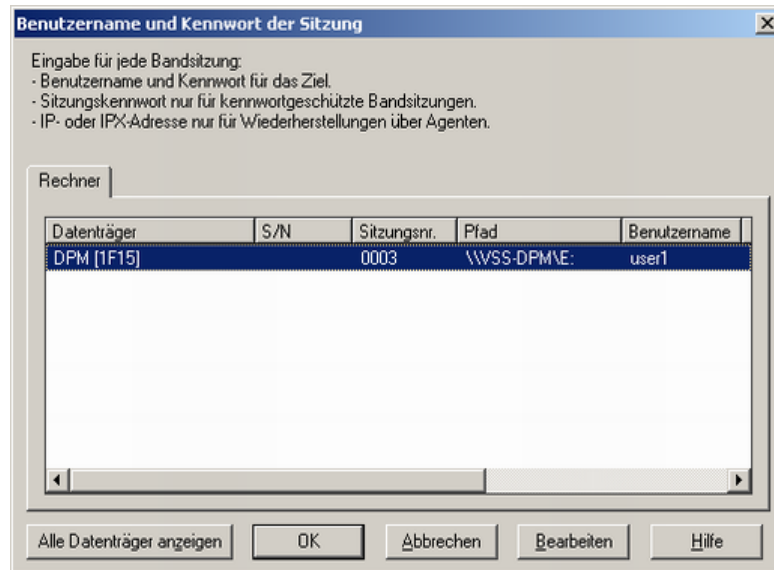 Benutzername und Kennwort der Sitzung
Eingabe für jede Bandsitzung:
- Benutzername und Kennwort für das Ziel.
- Sitzungskennwort nur für kennwortgeschützte Bandsitzungen.
- IP- oder IPX-Adresse nur für Wiederherstellungen über Agenten.
Rechner
Datenträger S/N Sitzungsnr. Pfad Benutzername
DPM [1F15] 0003 \\VSS-DPM\E: user1
Alle Datenträger anzeigen OK Abbrechen Bearbeiten Hilfe